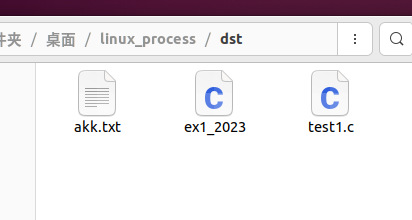 件夹 / 桌面 / linux_process / dst
akk.txt ex1_2023 test1.c